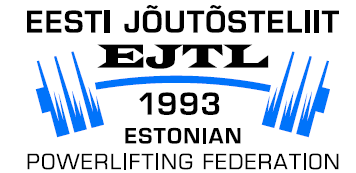 EESTI JÕUTÕSTELIIT
EJTL
1993
ESTONIAN
POWERLIFTING FEDERATION